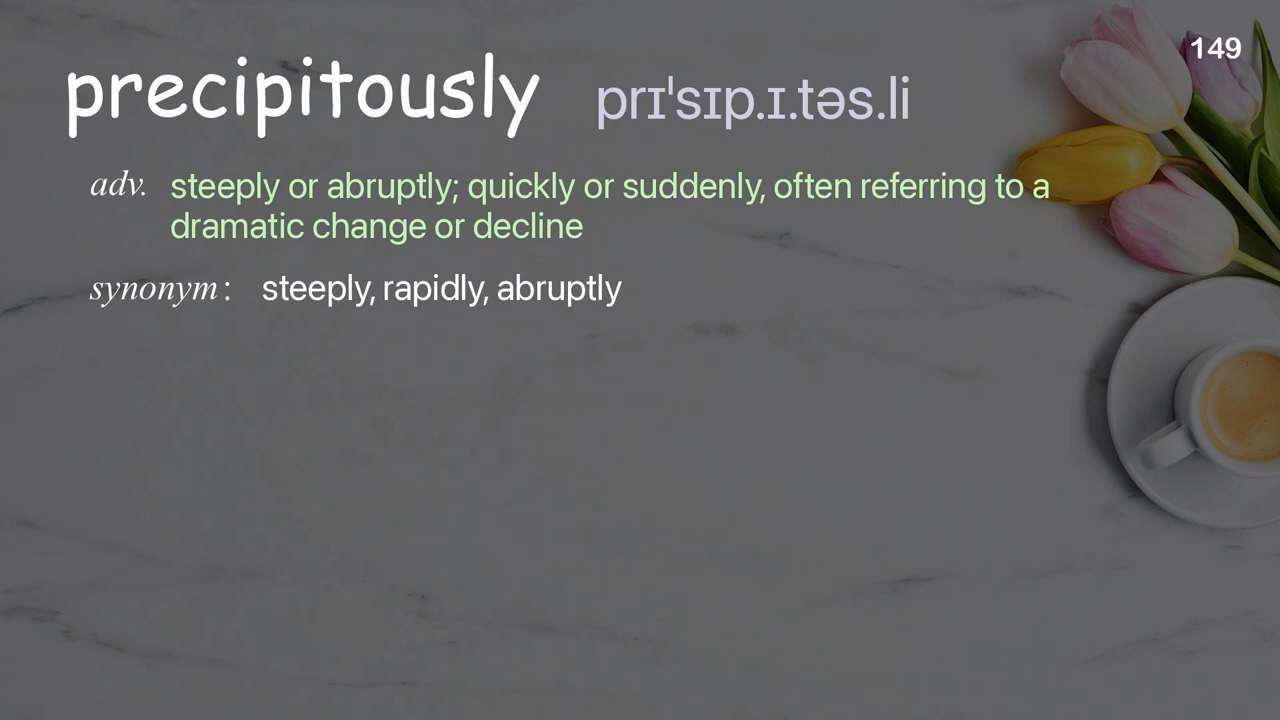 149
precipitously prɪˈsɪp.ɪ.təs.li
adv. steeply or abruptly; quickly or suddenly, often referring to a
dramatic change or decline
synonym : steeply, rapidly, abruptly